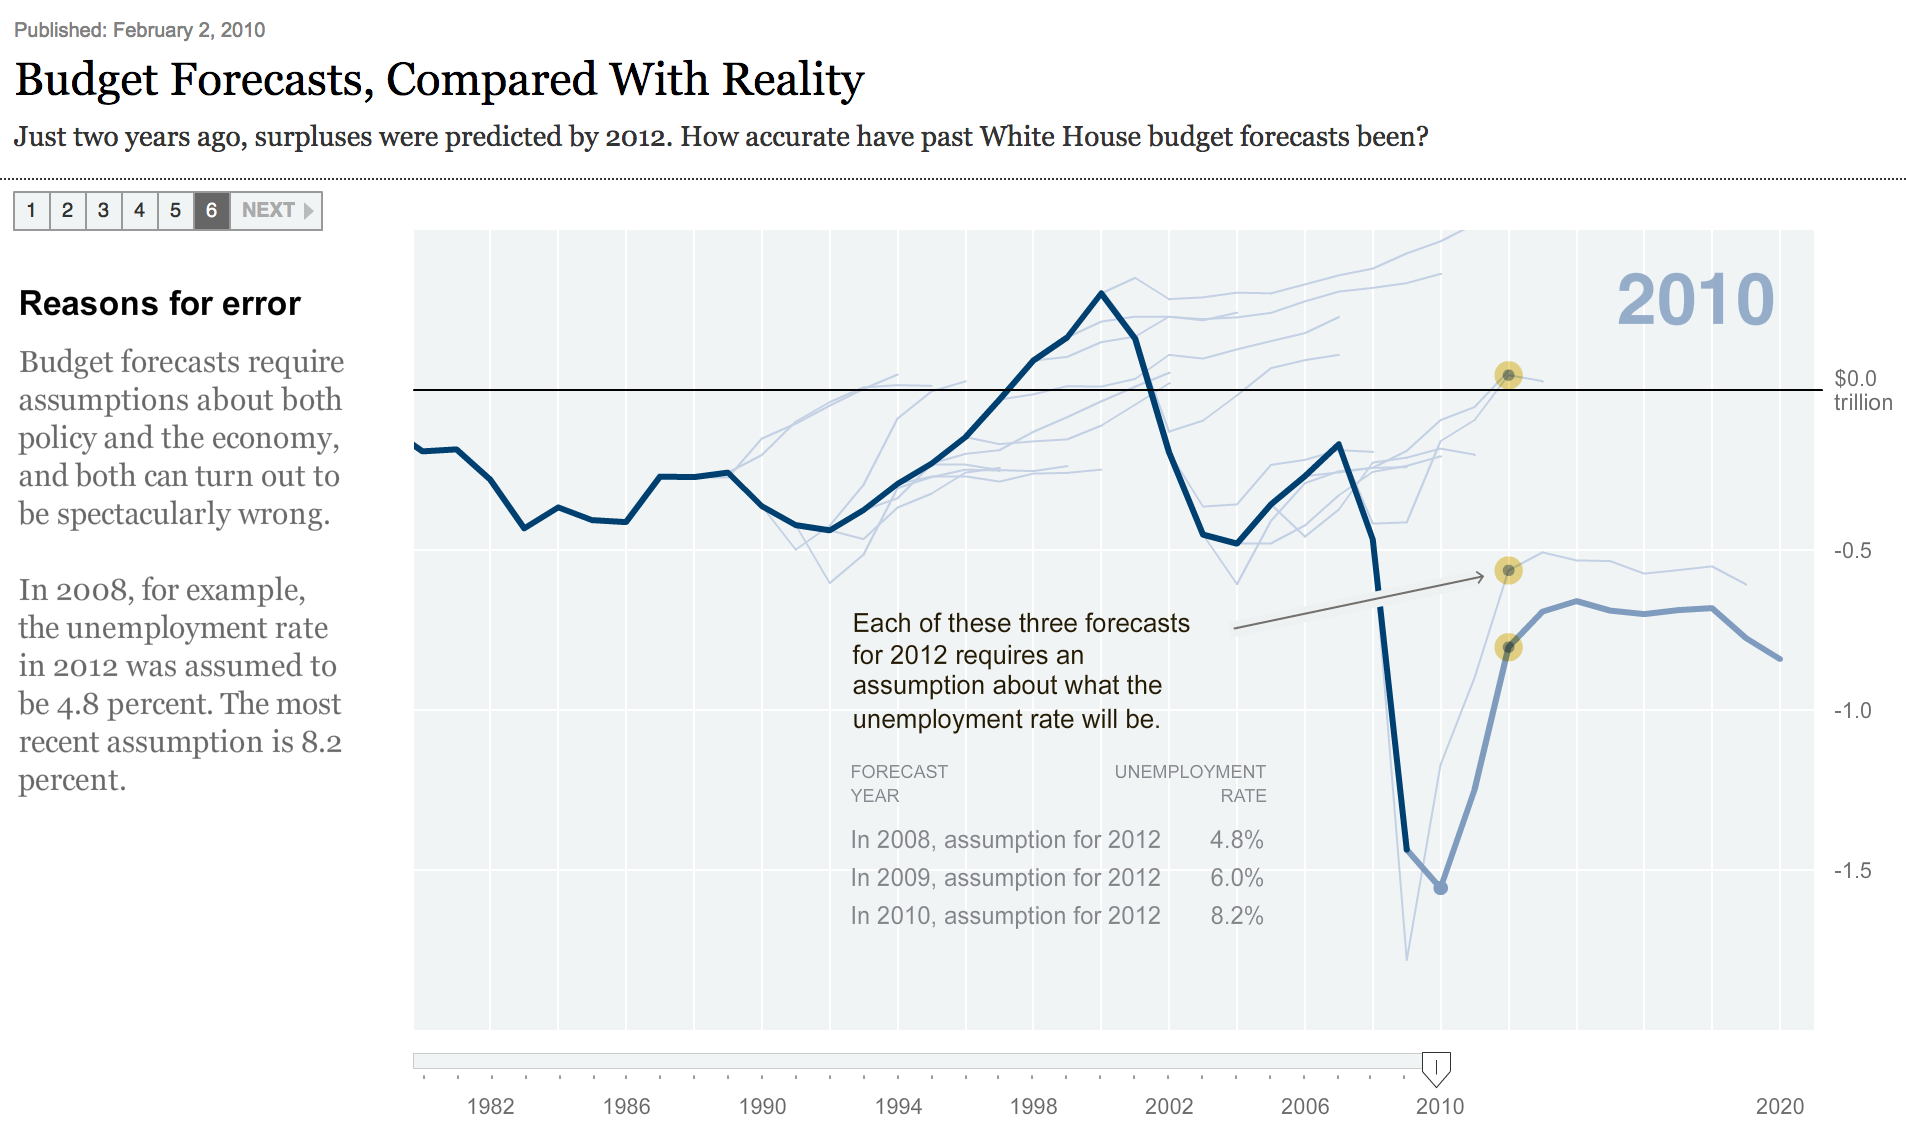 Published: February 2, 2010
Budget Forecasts, Compared With Reality
Just two years ago, surpluses were predicted by 2012. How accurate have past White House budget forecasts been?
1 2 3 4 5 6 NEXT
Reasons for error
Budget forecasts require
assumptions about both
policy and the economy,
and both can turn out to
be spectacularly wrong.
In 2008, for example,
the unemployment rate
in 2012 was assumed to
be 4.8 percent. The most
recent assumption is 8.2
percent.
2010
$0.0
trillion
-0.5
-1.0
-1.5
Each of these three forecasts
for 2012 requires an
assumption about what the
unemployment rate will be.
FORECAST YEAR
UNEMPLOYMENT RATE
In 2008, assumption for 2012 4.8%
In 2009, assumption for 2012 6.0%
In 2010, assumption for 2012 8.2%
1982 1986 1990 1994 1998 2002 2006 2010 2020